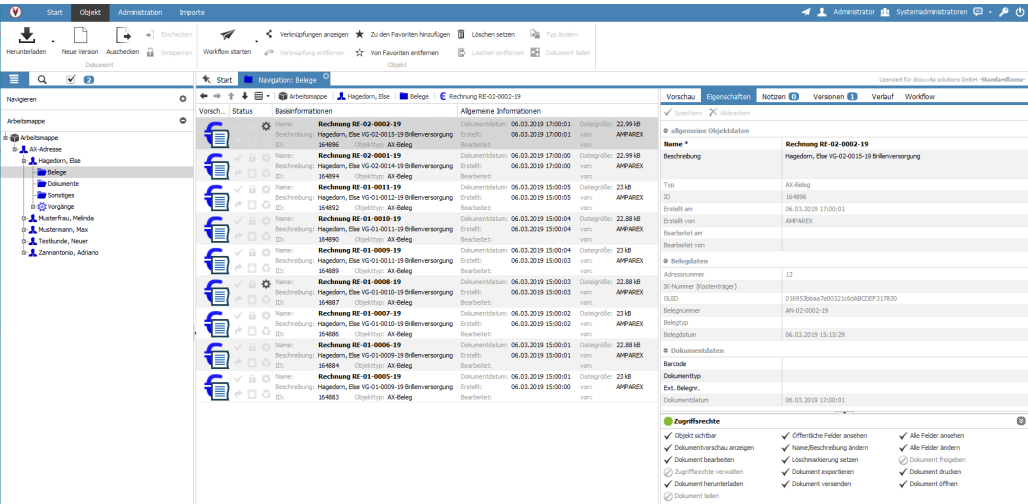 Start Objekt Administration Importe
Administrator Systemadministratoren
Herunterladen Neue Version Auschecken Einchecken Entsperren
Dokument
Workflow starten Verknüpfungen anzeigen Zu den Favoriten hinzufügen Löschen setzen Typ ändern
Verknüpfung entfernen Von Favoriten entfernen Löschen entfernen Dokument teilen
Objekt
2
Start Navigation: Belege
Lizenziert für docuvita solutions GmbH -Standardlizenz-
Navigieren
Arbeitsmappe
Arbeitsmappe
AX-Adresse
Hagedorn, Else
Belege
Dokumente
Sonstiges
Vorgänge
Musterfrau, Melinda
Mustermann, Max
Testkunde, Neuer
Zannantonio, Adriano
Arbeitsmappe Hagedorn, Else Belege Rechnung RE-02-0002-19
Vorsch... Status Basisinformationen Allgemeine Informationen
Name: Rechnung RE-02-0002-19 Dokumentdatum: 06.03.2019 17:00:01 Dateigröße: 22.99 kB
Beschreibung: Hagedorn, Else VG-02-0015-19 Brillenversorgung Erstellt: 06.03.2019 17:00:01 von: AMPAREX
ID: 164896 Objekttyp: AX-Beleg Bearbeitet: von:
Name: Rechnung RE-02-0001-19 Dokumentdatum: 06.03.2019 17:00:00 Dateigröße: 22.99 kB
Beschreibung: Hagedorn, Else VG-02-0014-19 Brillenversorgung Erstellt: 06.03.2019 17:00:00 von: AMPAREX
ID: 164894 Objekttyp: AX-Beleg Bearbeitet: von:
Name: Rechnung RE-01-0011-19 Dokumentdatum: 06.03.2019 15:00:05 Dateigröße: 23 kB
Beschreibung: Hagedorn, Else VG-01-0012-19 Brillenversorgung Erstellt: 06.03.2019 15:00:05 von: AMPAREX
ID: 164892 Objekttyp: AX-Beleg Bearbeitet: von:
Name: Rechnung RE-01-0010-19 Dokumentdatum: 06.03.2019 15:00:04 Dateigröße: 22.88 kB
Beschreibung: Hagedorn, Else VG-01-0011-19 Brillenversorgung Erstellt: 06.03.2019 15:00:04 von: AMPAREX
ID: 164890 Objekttyp: AX-Beleg Bearbeitet: von:
Name: Rechnung RE-01-0009-19 Dokumentdatum: 06.03.2019 15:00:04 Dateigröße: 23 kB
Beschreibung: Hagedorn, Else VG-01-0011-19 Brillenversorgung Erstellt: 06.03.2019 15:00:03 von: AMPAREX
ID: 164889 Objekttyp: AX-Beleg Bearbeitet: von:
Name: Rechnung RE-01-0008-19 Dokumentdatum: 06.03.2019 15:00:03 Dateigröße: 22.88 kB
Beschreibung: Hagedorn, Else VG-01-0010-19 Brillenversorgung Erstellt: 06.03.2019 15:00:03 von: AMPAREX
ID: 164887 Objekttyp: AX-Beleg Bearbeitet: von:
Name: Rechnung RE-01-0007-19 Dokumentdatum: 06.03.2019 15:00:02 Dateigröße: 23 kB
Beschreibung: Hagedorn, Else VG-01-0010-19 Brillenversorgung Erstellt: 06.03.2019 15:00:02 von: AMPAREX
ID: 164886 Objekttyp: AX-Beleg Bearbeitet: von:
Name: Rechnung RE-01-0006-19 Dokumentdatum: 06.03.2019 15:00:01 Dateigröße: 22.88 kB
Beschreibung: Hagedorn, Else VG-01-0009-19 Brillenversorgung Erstellt: 06.03.2019 15:00:01 von: AMPAREX
ID: 164884 Objekttyp: AX-Beleg Bearbeitet: von:
Name: Rechnung RE-01-0005-19 Dokumentdatum: 06.03.2019 15:00:01 Dateigröße: 23 kB
Beschreibung: Hagedorn, Else VG-01-0009-19 Brillenversorgung Erstellt: 06.03.2019 15:00:00 von: AMPAREX
ID: 164883 Objekttyp: AX-Beleg Bearbeitet: von:
Vorschau Eigenschaften Notizen 0 Versionen 1 Verlauf Workflow
Speichern Abbrechen
allgemeine Objektdaten
Name * Rechnung RE-02-0002-19
Beschreibung Hagedorn, Else VG-02-0015-19 Brillenversorgung
Typ AX-Beleg
ID 164896
Erstellt am 06.03.2019 17:00:01
Erstellt von AMPAREX
Bearbeitet am
Bearbeitet von
Belegdaten
Adressnummer 12
IK-Nummer (Kostenträger)
GUID 016953bbaa7a00321c6dABCDEF317830
Belegnummer AN-02-0002-19
Belegtyp
Belegdatum 06.03.2019 15:15:29
Dokumentdaten
Barcode
Dokumenttyp
Ext. Belegnr.
Dokumentdatum 06.03.2019 17:00:01
Zugriffsrechte
Objekt sichtbar Öffentliche Felder ansehen Alle Felder ansehen
Dokumentvorschau anzeigen Name/Beschreibung ändern Alle Felder ändern
Dokument bearbeiten Löschmarkierung setzen Dokument freigeben
Zugriffsrechte verwalten Dokument exportieren Dokument drucken
Dokument herunterladen Dokument versenden Dokument öffnen
Dokument teilen